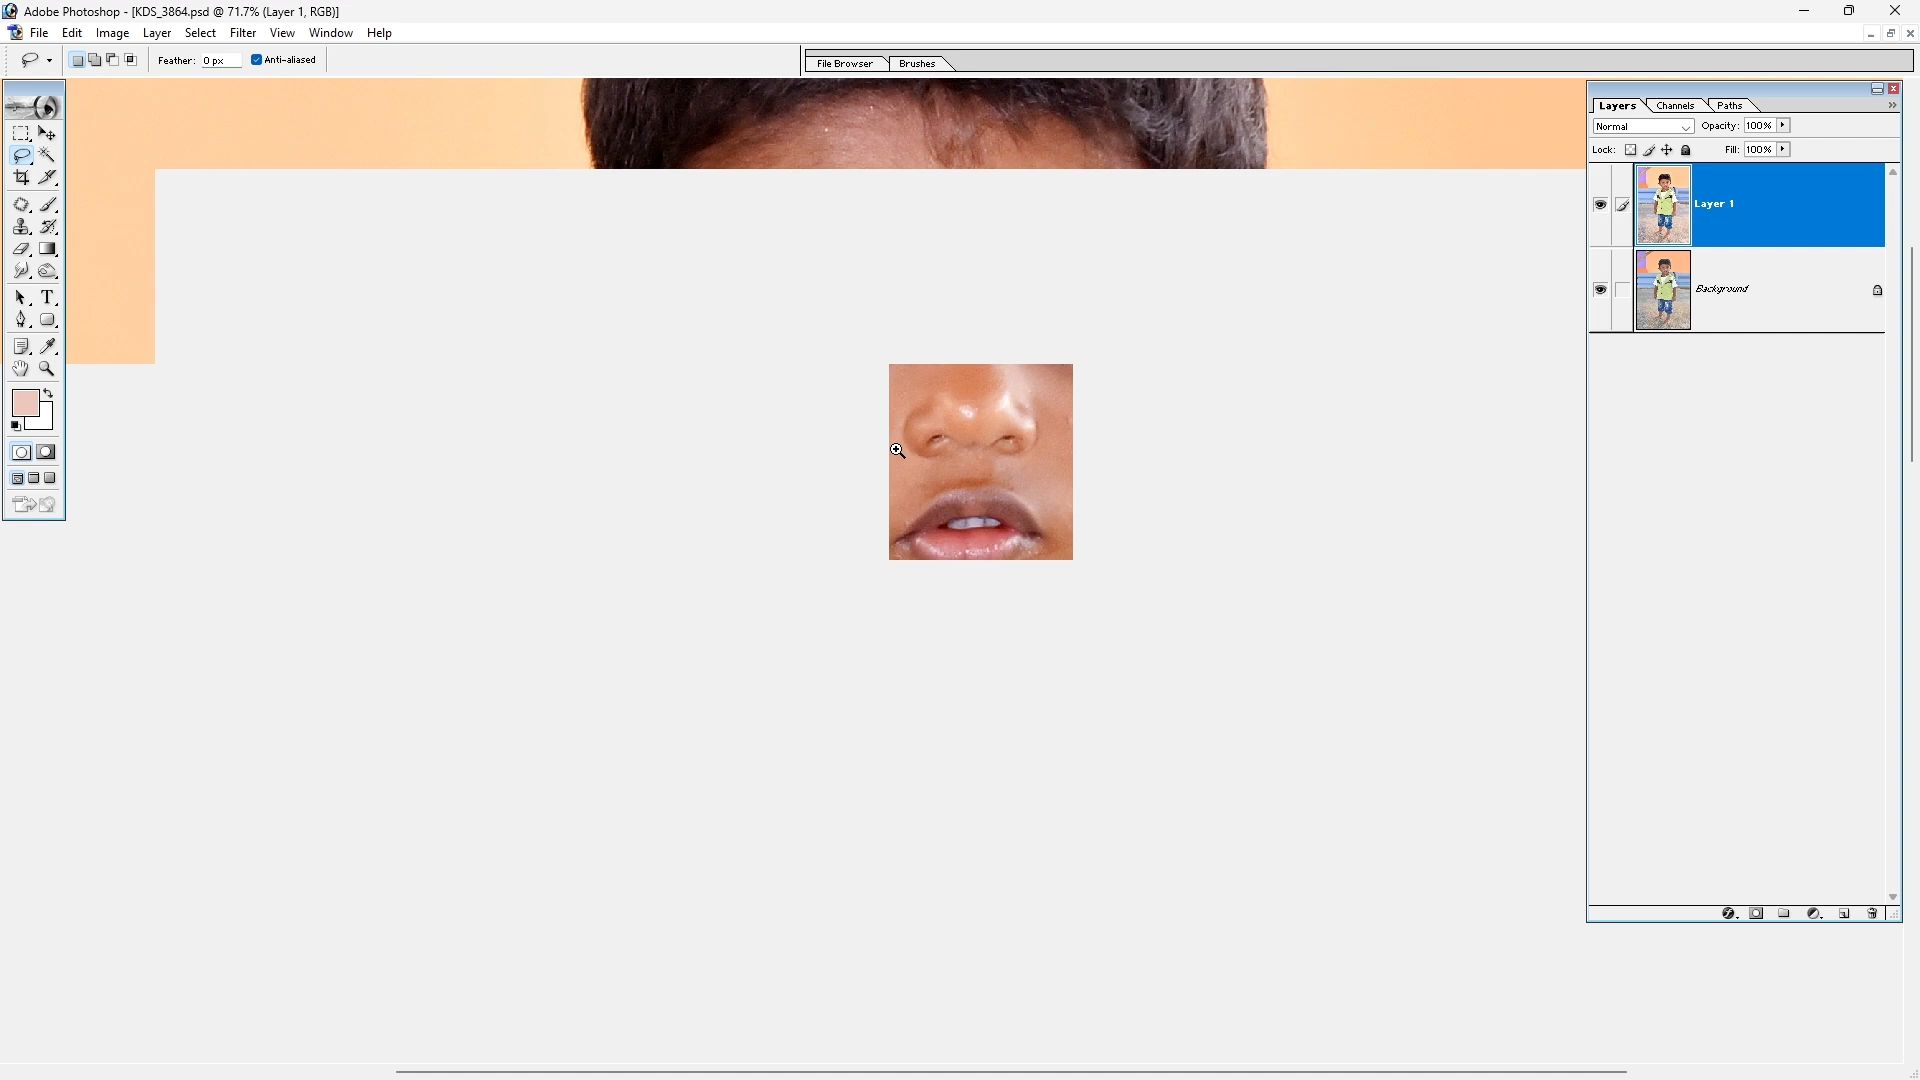 Adobe Photoshop - [KDS_3864.psd @ 71.7% (Layer 1, RGB)]
File Edit Image Layer Select Filter View Window Help
Feather: 0 px Anti-aliased
File Browser Brushes
Layers Channels Paths
Normal Opacity: 100%
Lock: Fill: 100%
Layer 1
Background